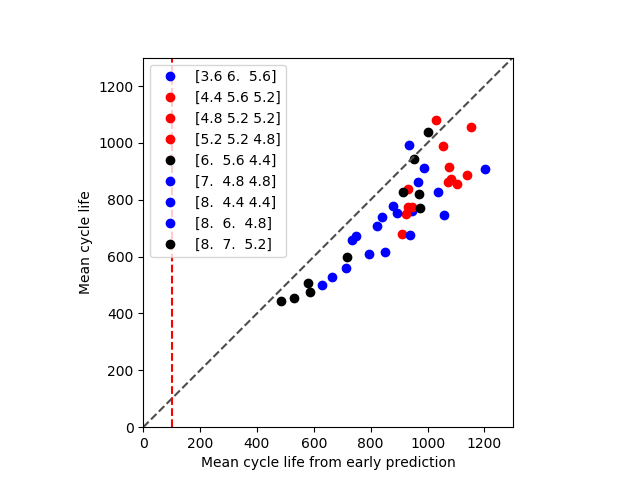 [3.6 6.  5.6]
[4.4 5.6 5.2]
[4.8 5.2 5.2]
[5.2 5.2 4.8]
[6.  5.6 4.4]
[7.  4.8 4.8]
[8.  4.4 4.4]
[8.  6.  4.8]
[8.  7.  5.2]
1200
1000
800
600
400
200
0
Mean cycle life
0 200 400 600 800 1000 1200
Mean cycle life from early prediction